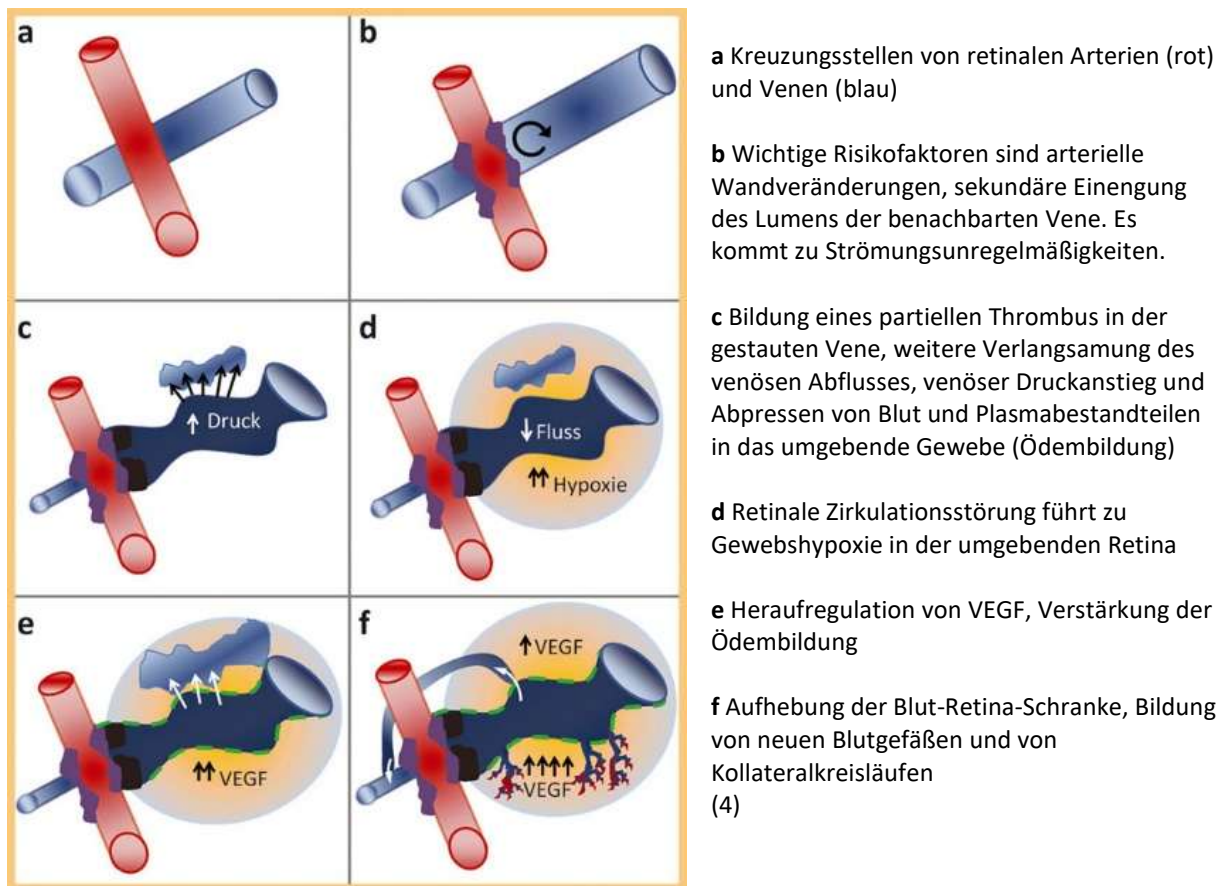 a
b
c
Druck
d
Fluss
Hypoxie
e
VEGF
f
VEGF
VEGF
a Kreuzungsstellen von retinalen Arterien (rot)
und Venen (blau)
b Wichtige Risikofaktoren sind arterielle
Wandveränderungen, sekundäre Einengung
des Lumens der benachbarten Vene. Es
kommt zu Strömungsunregelmäßigkeiten.
c Bildung eines partiellen Thrombus in der
gestauten Vene, weitere Verlangsamung des
venösen Abflusses, venöser Druckanstieg und
Abpressen von Blut und Plasmabestandteilen
in das umgebende Gewebe (Ödembildung)
d Retinale Zirkulationsstörung führt zu
Gewebshypoxie in der umgebenden Retina
e Heraufregulation von VEGF, Verstärkung der
Ödembildung
f Aufhebung der Blut-Retina-Schranke, Bildung
von neuen Blutgefäßen und von
Kollateralkreisläufen
(4)